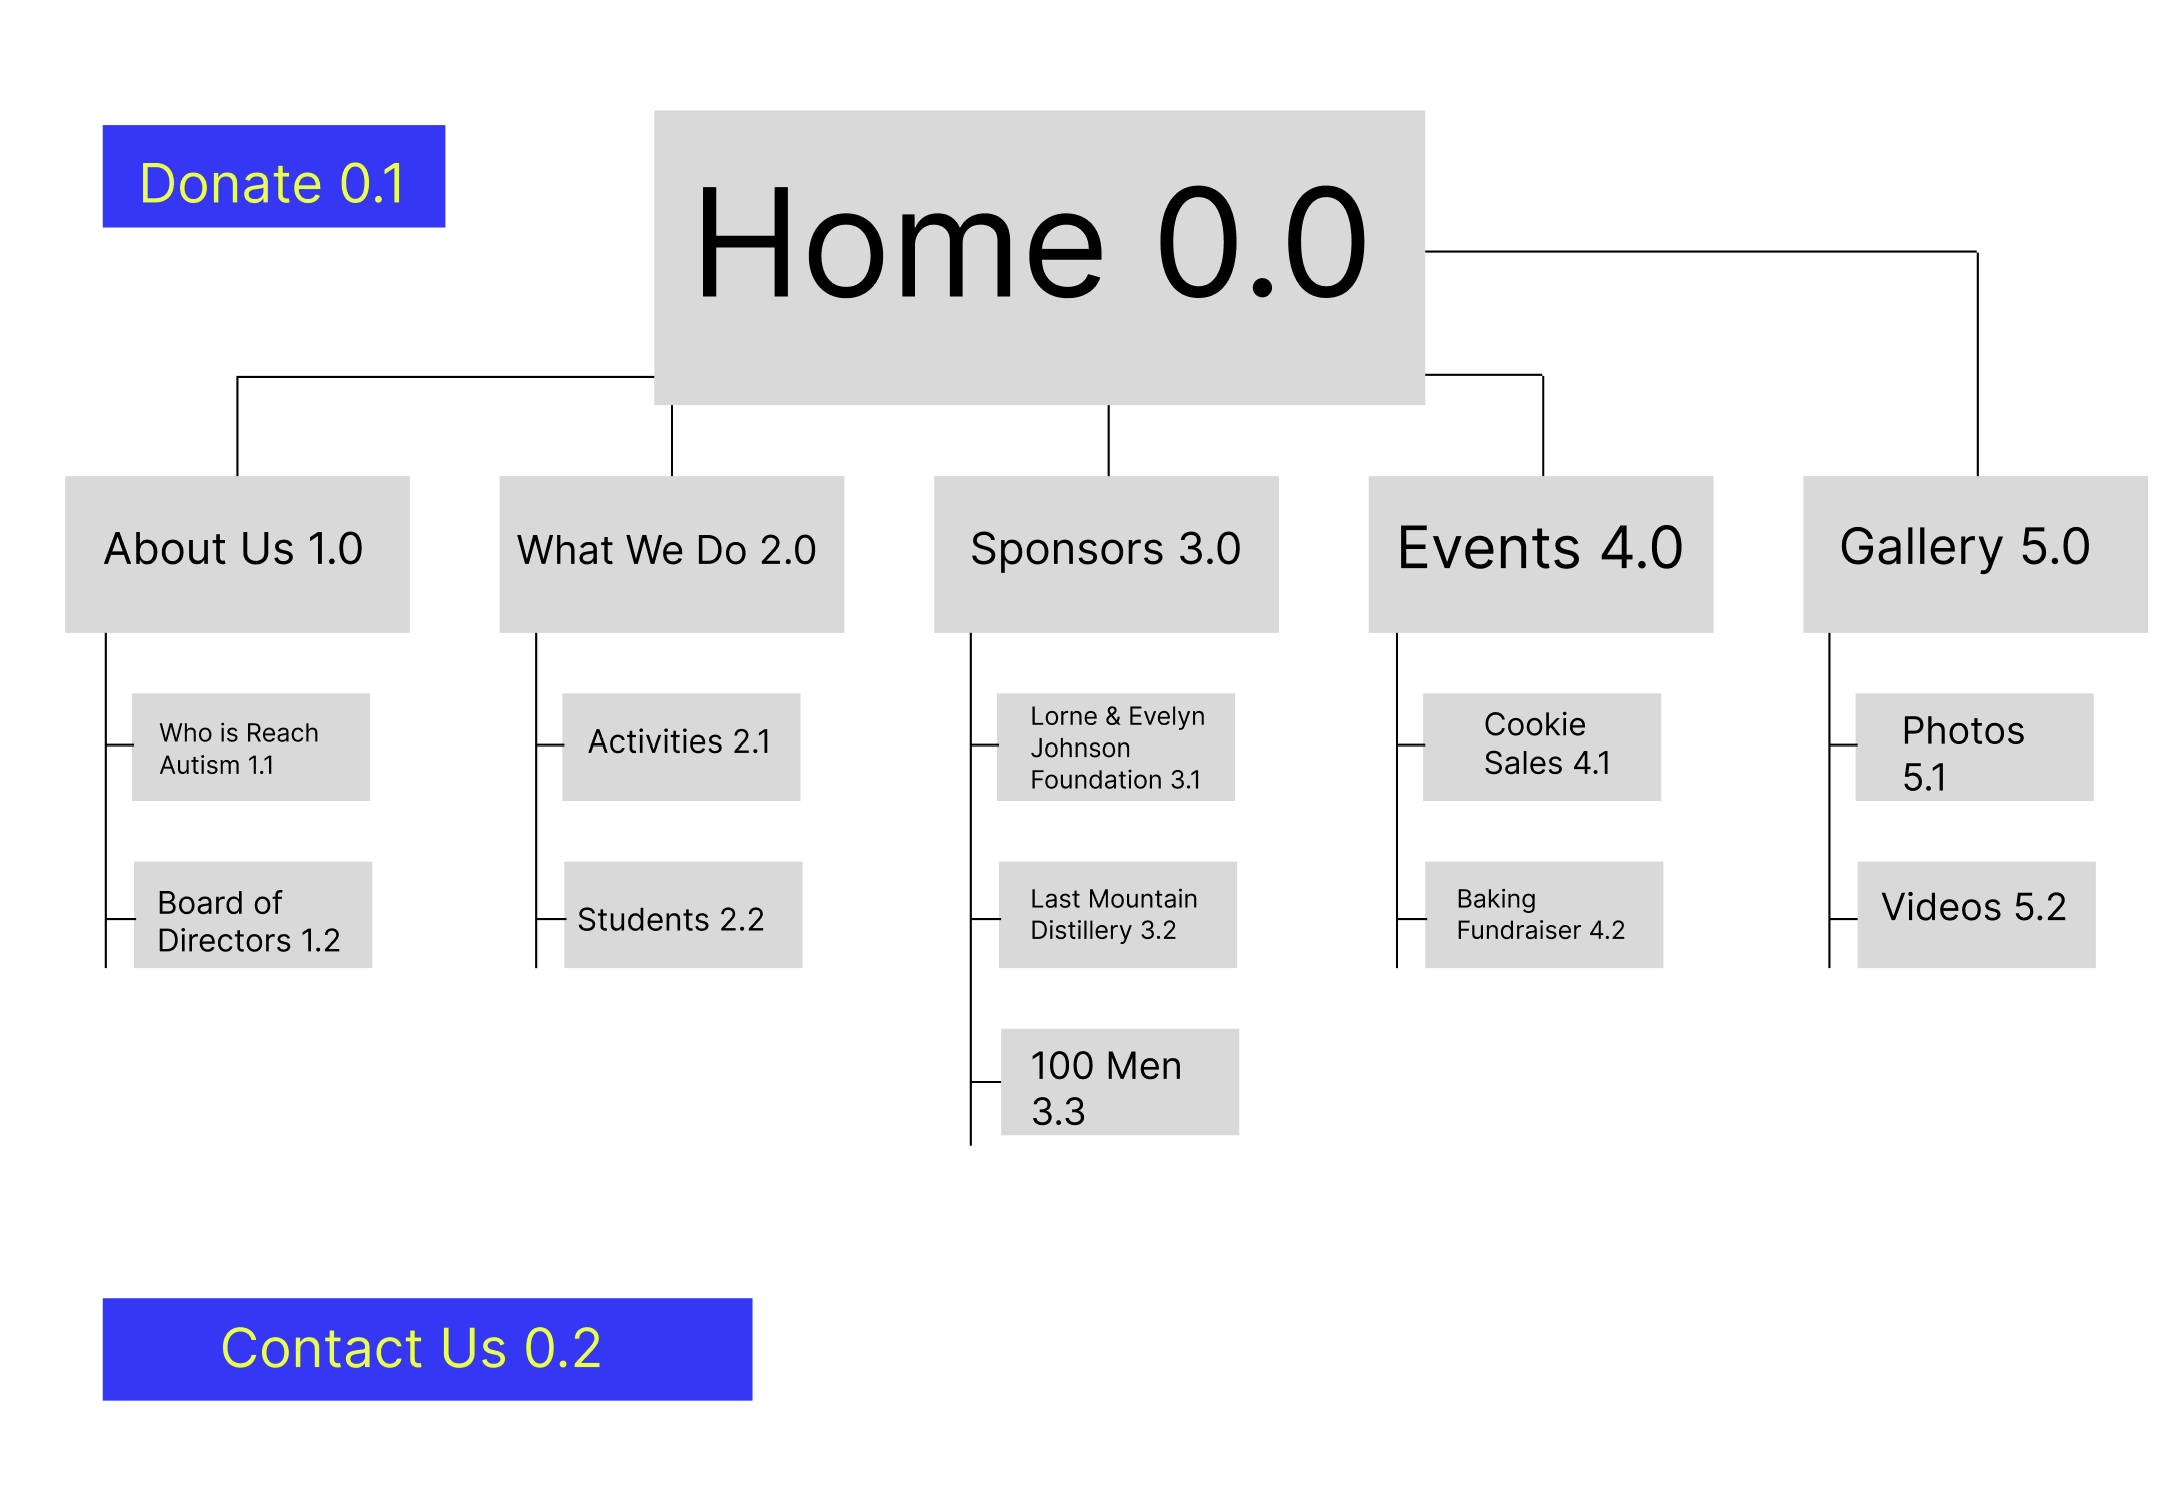 Donate 0.1
Home 0.0
About Us 1.0
What We Do 2.0
Sponsors 3.0
Events 4.0
Gallery 5.0
Who is Reach
Autism 1.1
Board of
Directors 1.2
Activities 2.1
Students 2.2
Lorne & Evelyn
Johnson
Foundation 3.1
Last Mountain
Distillery 3.2
100 Men
3.3
Cookie
Sales 4.1
Baking
Fundraiser 4.2
Photos
5.1
Videos 5.2
Contact Us 0.2